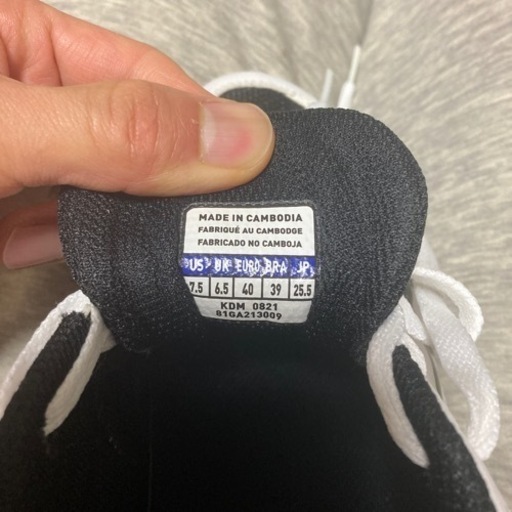 MADE IN CAMBODIA
FABRIQUÉ AU CAMBODGE
FABRICADO NO CAMBOJA
US UK EURO BRA JP
7.5 6.5 40 39 25.5
KDM 0821
81GA213009